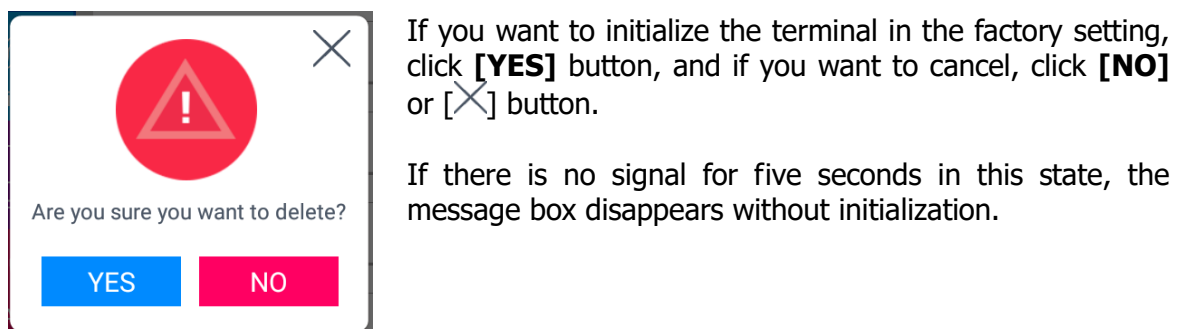 !
Are you sure you want to delete?
YES
NO
If you want to initialize the terminal in the factory setting,
click [YES] button, and if you want to cancel, click [NO]
or [╳] button.
If there is no signal for five seconds in this state, the
message box disappears without initialization.